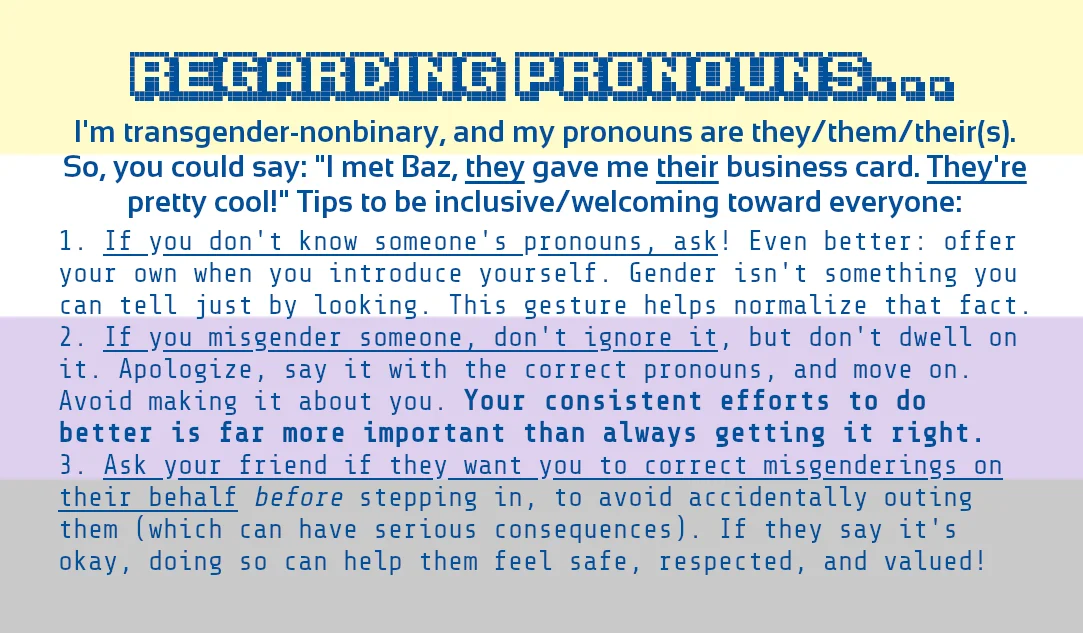 REGARDING PRONOUNS...
I'm transgender-nonbinary, and my pronouns are they/them/their(s).
So, you could say: "I met Baz, they gave me their business card. They're
pretty cool!" Tips to be inclusive/welcoming toward everyone:
1. If you don't know someone's pronouns, ask! Even better: offer
your own when you introduce yourself. Gender isn't something you
can tell just by looking. This gesture helps normalize that fact.
2. If you misgender someone, don't ignore it, but don't dwell on
it. Apologize, say it with the correct pronouns, and move on.
Avoid making it about you. Your consistent efforts to do
better is far more important than always getting it right.
3. Ask your friend if they want you to correct misgenderings on
their behalf before stepping in, to avoid accidentally outing
them (which can have serious consequences). If they say it's
okay, doing so can help them feel safe, respected, and valued!